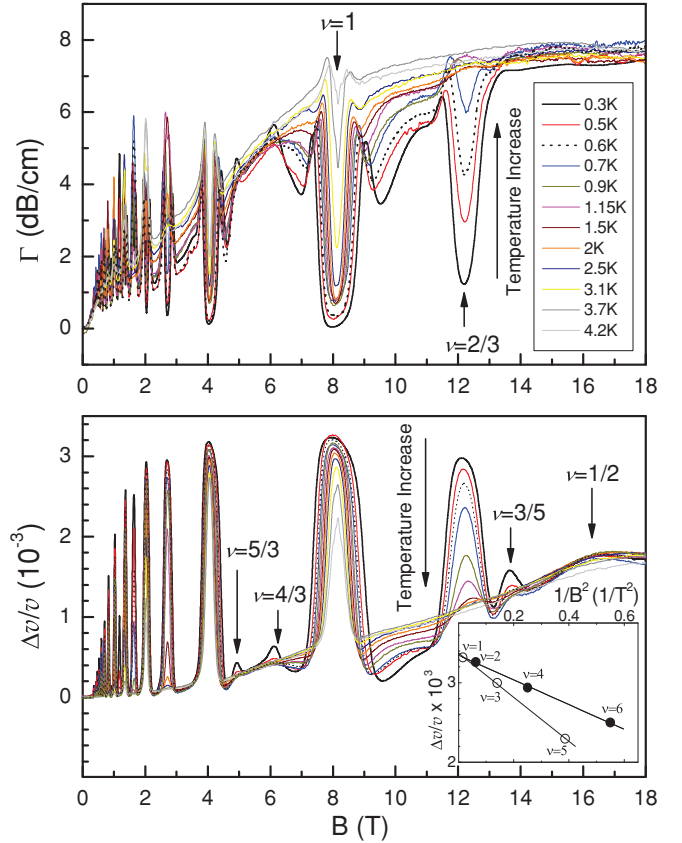 8
6
4
2
0
Γ (dB/cm)
ν=1
ν=2/3
Temperature Increase
0.3K
0.5K
0.6K
0.7K
0.9K
1.15K
1.5K
2K
2.5K
3.1K
3.7K
4.2K
0 2 4 6 8 10 12 14 16 18
3
2
1
0
Δv/v (10⁻³)
ν=5/3
ν=4/3
Temperature Increase
ν=3/5
ν=1/2
1/B² (1/T²)
0.2 0.4 0.6
Δv/v x 10³
3
2
ν=1
ν=2
ν=3
ν=4
ν=5
ν=6
0 2 4 6 8 10 12 14 16 18
B (T)